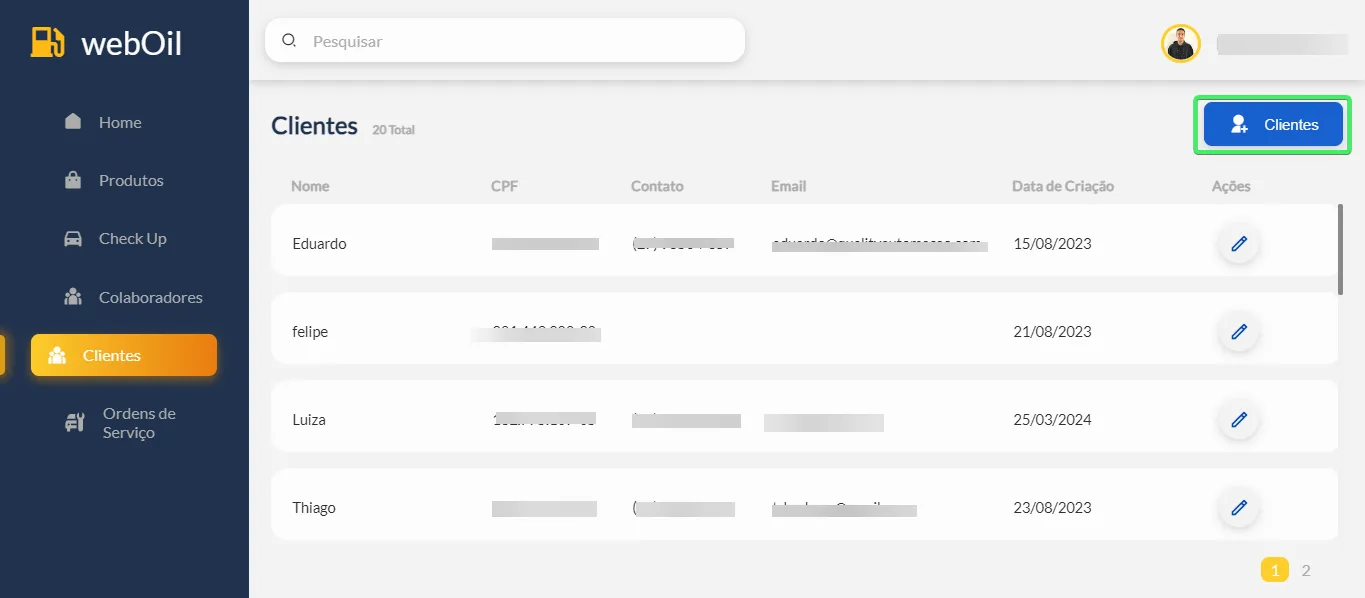 webOil
Pesquisar
Home
Produtos
Check Up
Colaboradores
Clientes
Ordens de
Serviço
Clientes 20 Total
Clientes
Nome CPF Contato Email Data de Criação Ações
Eduardo 15/08/2023
felipe 21/08/2023
Luiza 25/03/2024
Thiago 23/08/2023
1 2